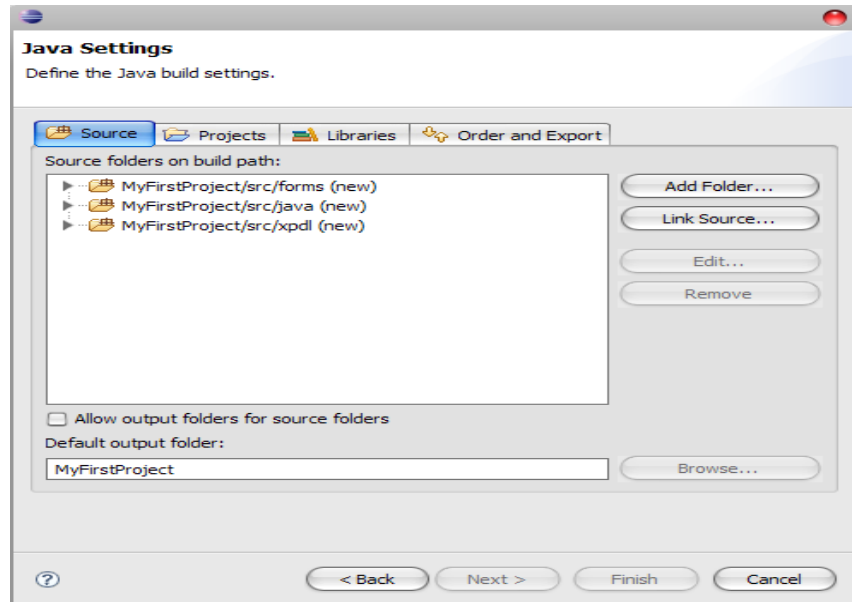 Java Settings
Define the Java build settings.
Source Projects Libraries Order and Export
Source folders on build path:
MyFirstProject/src/forms (new)
MyFirstProject/src/java (new)
MyFirstProject/src/xpdl (new)
Add Folder...
Link Source...
Edit...
Remove
Allow output folders for source folders
Default output folder:
MyFirstProject
Browse...
? < Back Next > Finish Cancel